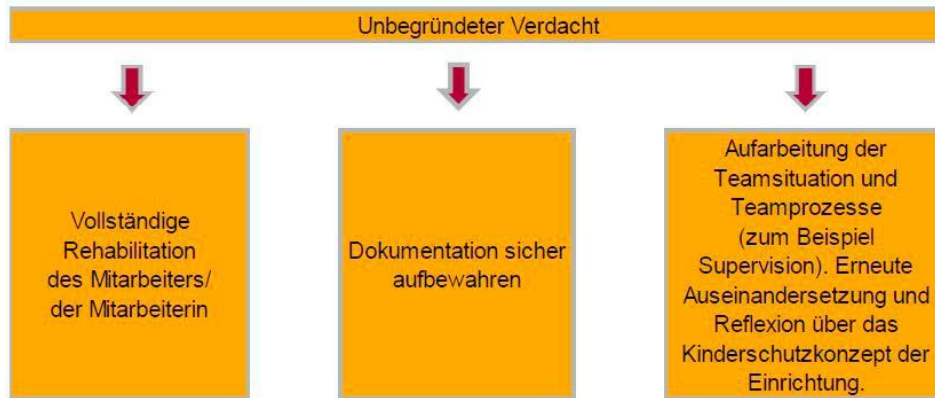 Unbegründeter Verdacht
Vollständige
Rehabilitation
des Mitarbeiters/
der Mitarbeiterin
Dokumentation sicher
aufbewahren
Aufarbeitung der
Teamsituation und
Teamprozesse
(zum Beispiel
Supervision). Erneute
Auseinandersetzung und
Reflexion über das
Kinderschutzkonzept der
Einrichtung.